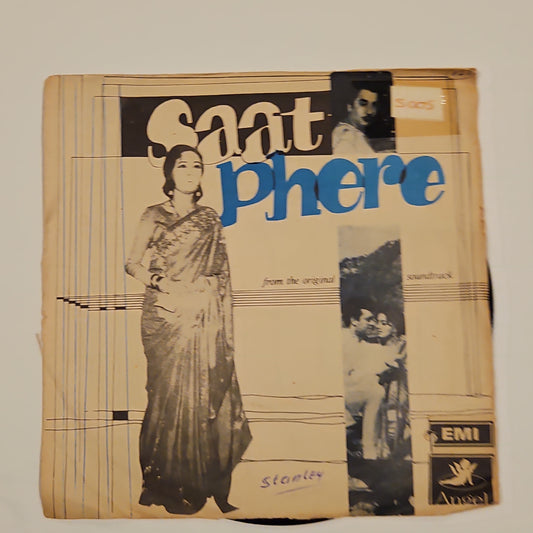 saat
phere
from the original soundtrack
Stanley
EMI
Angel